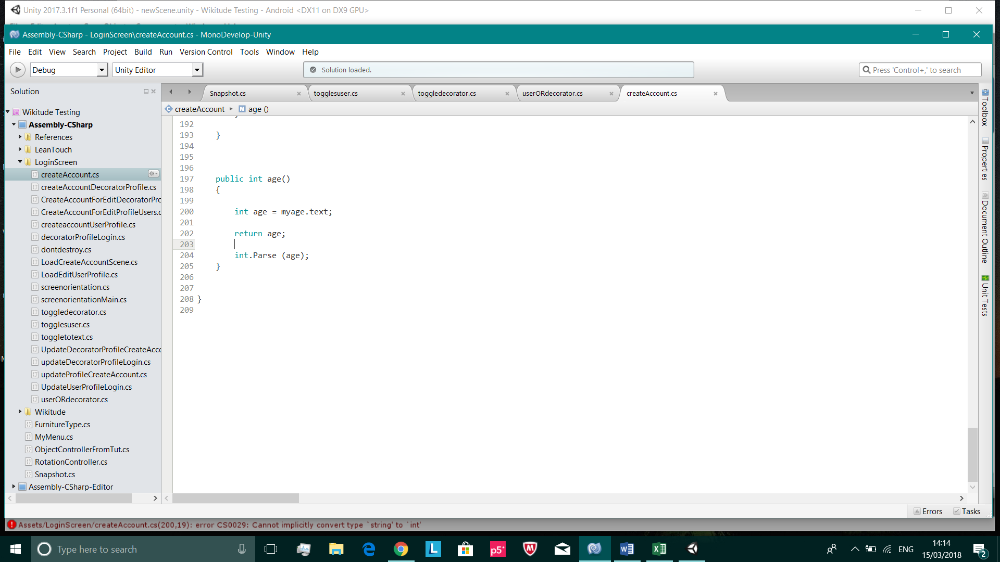 Unity 2017.3.1f1 Personal (64bit) - newScene.unity - Wikitude Testing - Android <DX11 on DX9 GPU>
Assembly-CSharp - LoginScreen\createAccount.cs - MonoDevelop-Unity
File Edit View Search Project Build Run Version Control Tools Window Help
Debug Unity Editor Solution loaded. Press 'Control+,' to search
Solution
Snapshot.cs togglesuser.cs toggledecorator.cs userORdecorator.cs createAccount.cs
createAccount age ()
Wikitude Testing
Assembly-CSharp
References
LeanTouch
LoginScreen
createAccount.cs
createAccountDecoratorProfile.cs
CreateAccountForEditDecoratorPro
CreateAccountForEditProfileUsers.c
createaccountUserProfile.cs
decoratorProfileLogin.cs
dontdestroy.cs
LoadCreateAccountScene.cs
LoadEditUserProfile.cs
screenorientation.cs
screenorientationMain.cs
toggledecorator.cs
togglesuser.cs
toggletotext.cs
UpdateDecoratorProfileCreateAcco
updateDecoratorProfileLogin.cs
updateProfileCreateAccount.cs
UpdateUserProfileLogin.cs
userORdecorator.cs
Wikitude
FurnitureType.cs
MyMenu.cs
ObjectControllerFromTut.cs
RotationController.cs
Snapshot.cs
Assembly-CSharp-Editor
192
193 }
194
195
196
197 public int age()
198 {
199
200 int age = myage.text;
201
202 return age;
203
204 int.Parse (age);
205 }
206
207
208 }
209
Toolbox
Properties
Document Outline
Unit Tests
Errors Tasks
Assets/LoginScreen/createAccount.cs(200,19): error CS0029: Cannot implicitly convert type `string' to `int'
Type here to search
L
p5*
ENG
14:14
15/03/2018
2